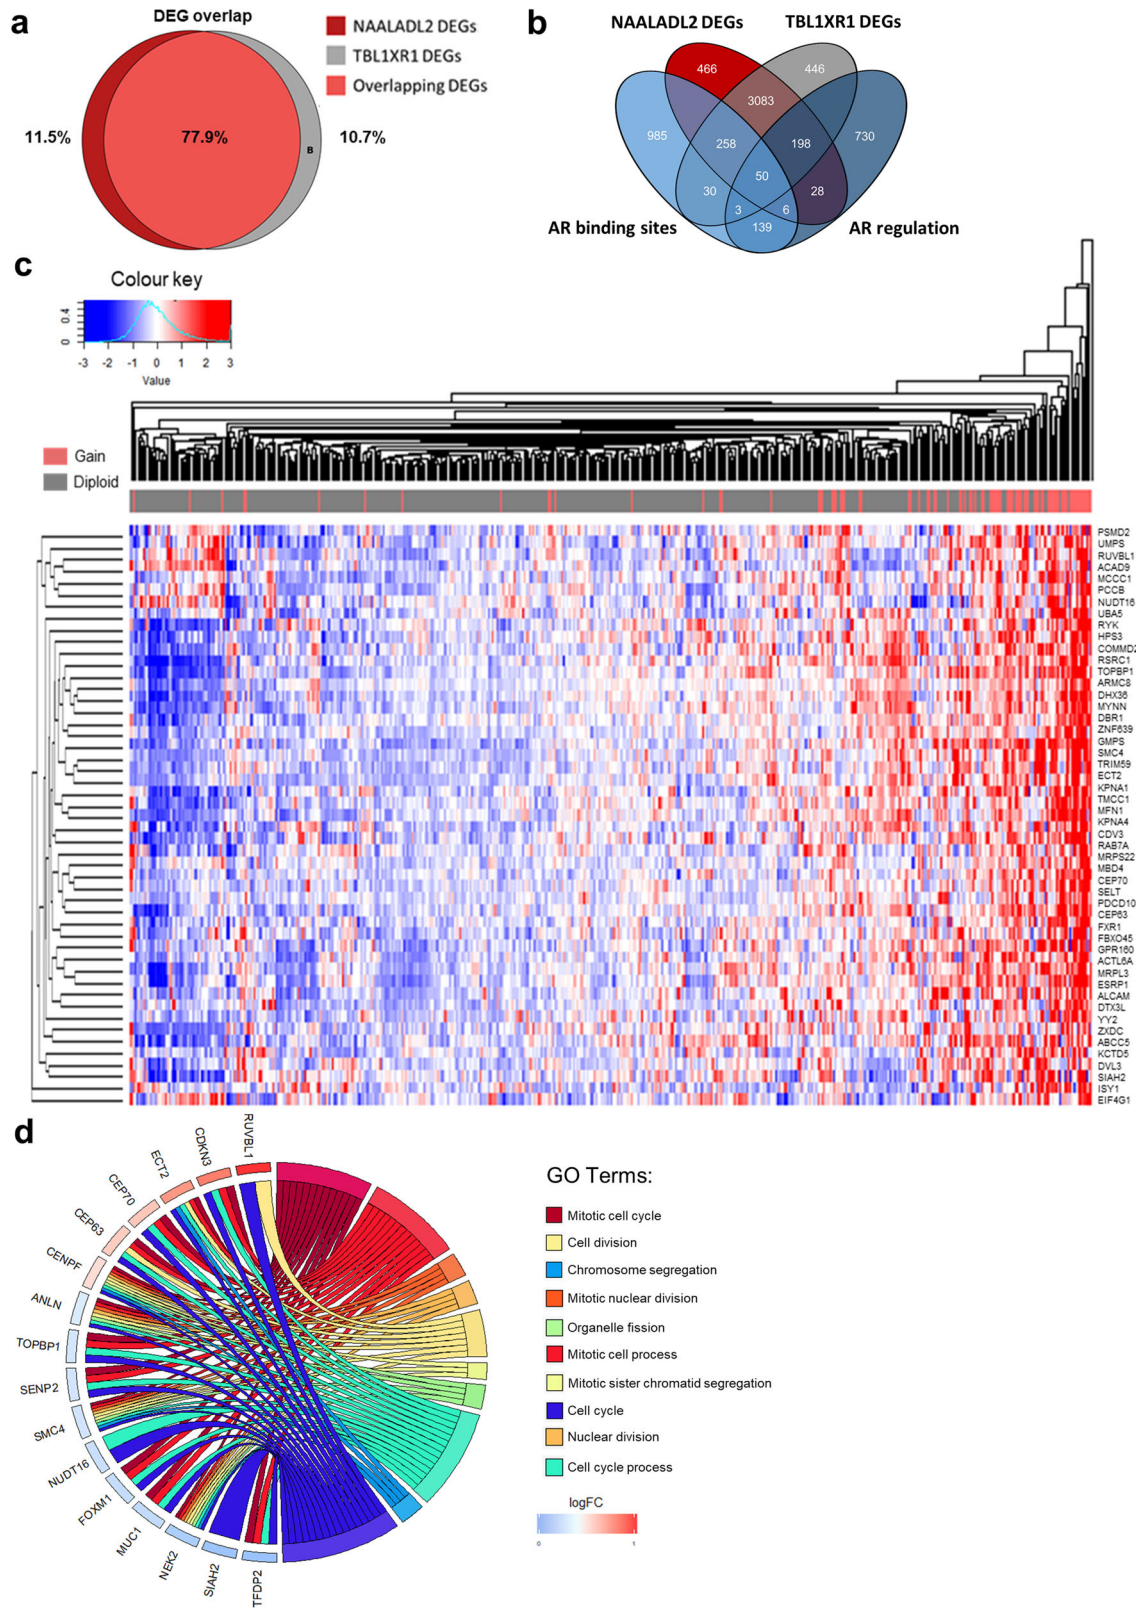 a
DEG overlap
NAALADL2 DEGs
TBL1XR1 DEGs
Overlapping DEGs
11.5%
77.9%
B
10.7%
b
NAALADL2 DEGs
TBL1XR1 DEGs
466
446
3083
985
258
198
730
50
30
28
3
6
139
AR binding sites
AR regulation
c
Colour key
0.4
0
-3 -2 -1 0 1 2 3
Value
Gain
Diploid
PSMD2
UMPS
RUVBL1
ACAD9
MCCC1
PCCB
NUDT16
UBA5
RYK
HPS3
COMMD2
RSRC1
TOPBP1
ARMC8
DHX36
MYNN
DBR1
ZNF639
GMPS
SMC4
TRIM59
ECT2
KPNA1
TMCC1
MFN1
KPNA4
CDV3
RAB7A
MRPS22
MBD4
CEP70
SELT
PDCD10
CEP63
FXR1
FBXO45
GPR160
ACTL6A
MRPL3
ESRP1
ALCAM
DTX3L
YY2
ZXDC
ABCC5
KCTD5
DVL3
SIAH2
ISY1
EIF4G1
d
RUVBL1
CDKN3
ECT2
CEP70
CEP63
CENPF
ANLN
TOPBP1
SENP2
SMC4
NUDT16
FOXM1
MUC1
NEK2
SIAH2
TFDP2
GO Terms:
Mitotic cell cycle
Cell division
Chromosome segregation
Mitotic nuclear division
Organelle fission
Mitotic cell process
Mitotic sister chromatid segregation
Cell cycle
Nuclear division
Cell cycle process
logFC
0 1